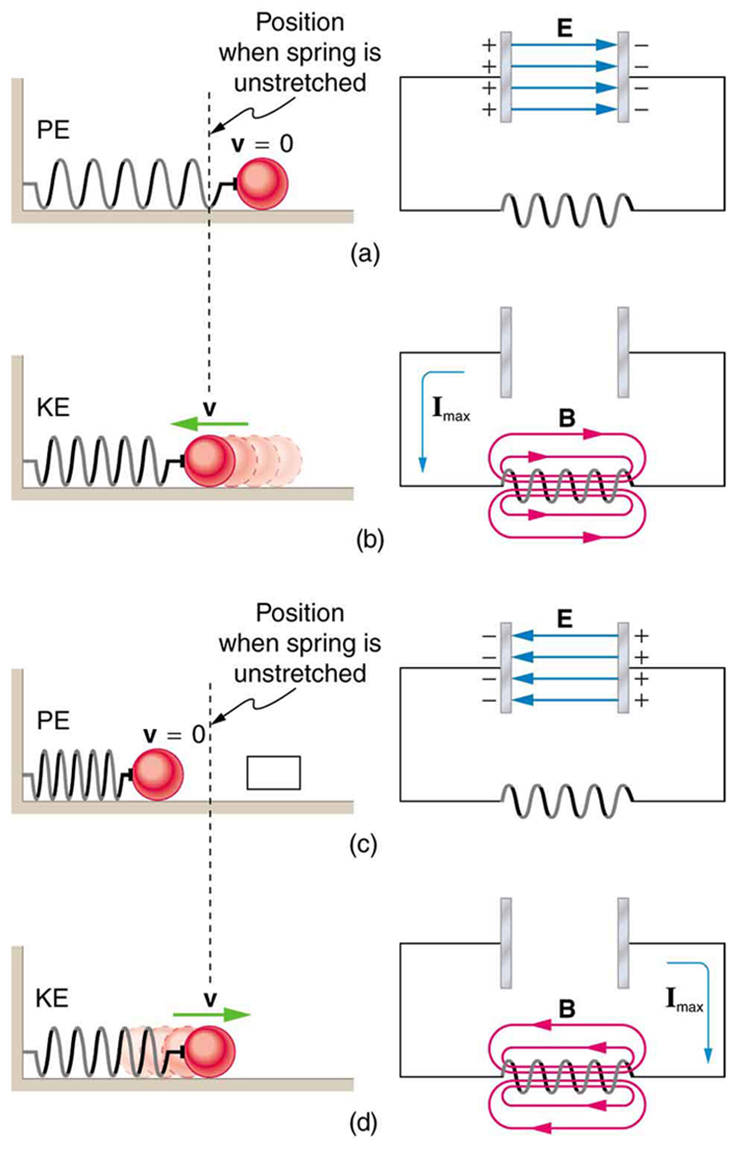 Position
when spring is
unstretched
PE
v = 0
E
+ −
+ −
+ −
+ −
(a)
KE
v
I max
B
(b)
Position
when spring is
unstretched
PE
v = 0
E
− +
− +
− +
− +
(c)
KE
v
B
I max
(d)